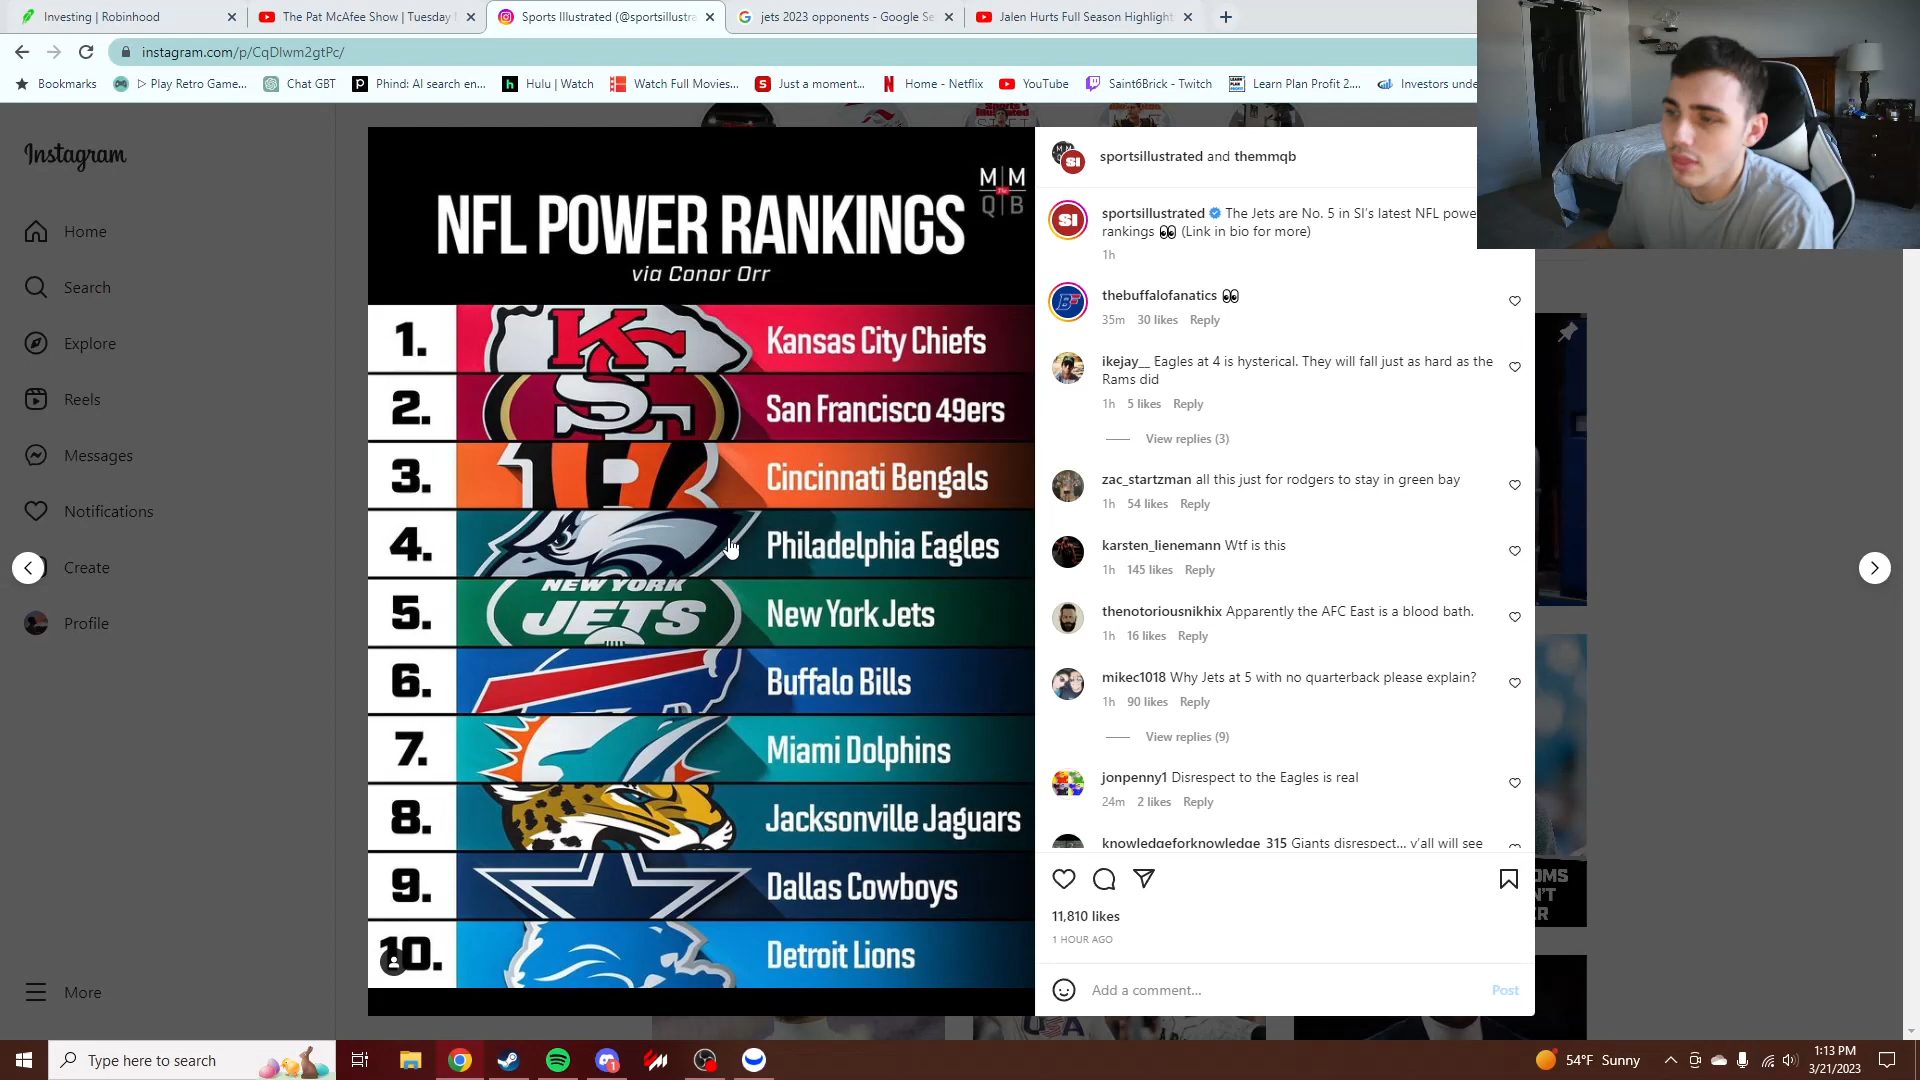 Investing | Robinhood
The Pat McAfee Show | Tuesday
Sports Illustrated (@sportsillustra
jets 2023 opponents - Google Se
Jalen Hurts Full Season Highlight
instagram.com/p/CqDlwm2gtPc/
Bookmarks
▷ Play Retro Game...
Chat GBT
Phind: AI search en...
Hulu | Watch
Watch Full Movies...
Just a moment...
Home - Netflix
YouTube
Saint6Brick - Twitch
Learn Plan Profit 2....
Investors unde
Instagram
Home
Search
Explore
Reels
Messages
Notifications
Create
Profile
More
M|M
The
Q|B
NFL POWER RANKINGS
via Conor Orr
1. KC Kansas City Chiefs
2. SF San Francisco 49ers
3. B Cincinnati Bengals
4. Philadelphia Eagles
5. NEW YORK JETS New York Jets
6. Buffalo Bills
7. Miami Dolphins
8. Jacksonville Jaguars
9. Dallas Cowboys
10. Detroit Lions
SI
sportsillustrated and themmqb
SI
sportsillustrated The Jets are No. 5 in SI's latest NFL powe
rankings 👀 (Link in bio for more)
1h
BF
thebuffalofanatics 👀
35m 30 likes Reply
ikejay__ Eagles at 4 is hysterical. They will fall just as hard as the
Rams did
1h 5 likes Reply
View replies (3)
zac_startzman all this just for rodgers to stay in green bay
1h 54 likes Reply
karsten_lienemann Wtf is this
1h 145 likes Reply
thenotoriousnikhix Apparently the AFC East is a blood bath.
1h 16 likes Reply
mikec1018 Why Jets at 5 with no quarterback please explain?
1h 90 likes Reply
View replies (9)
jonpenny1 Disrespect to the Eagles is real
24m 2 likes Reply
knowledgeforknowledge_315 Giants disrespect... y'all will see
11,810 likes
1 HOUR AGO
Add a comment...
Post
Type here to search
54°F Sunny
1:13 PM
3/21/2023